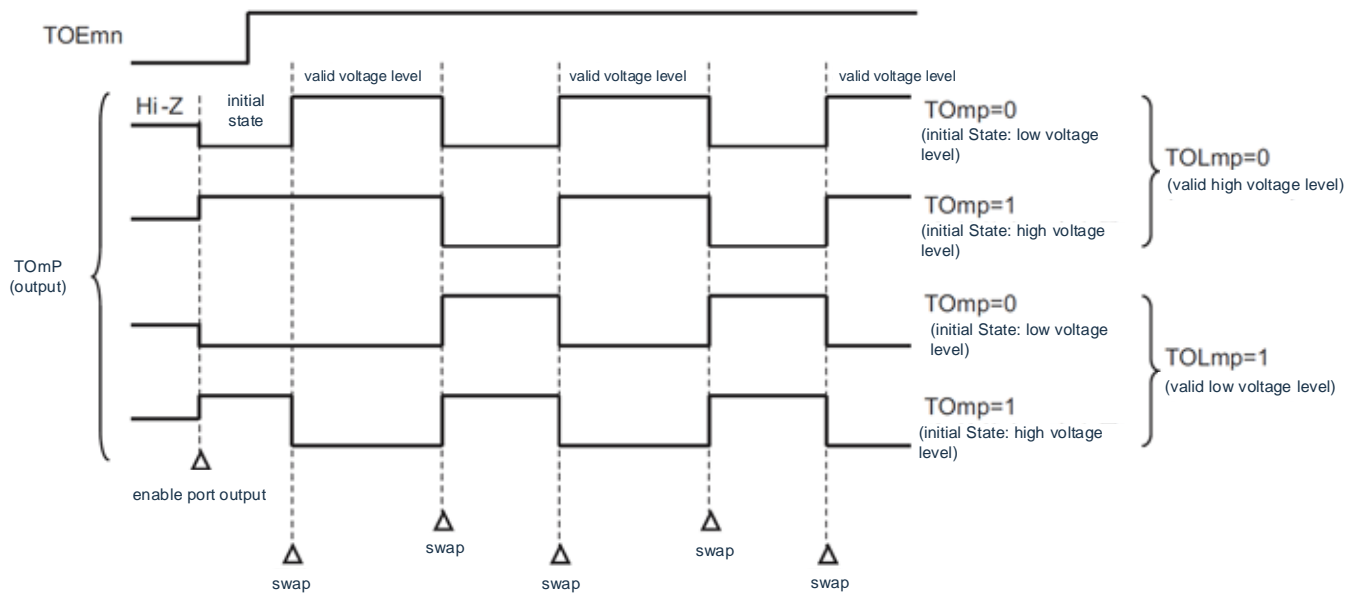 TOEmn
valid voltage level
valid voltage level
valid voltage level
Hi-Z
initial
state
TOmp=0
(initial State: low voltage
level)
TOLmp=0
(valid high voltage level)
TOmp=1
(initial State: high voltage
level)
TOmP
(output)
TOmp=0
(initial State: low voltage
level)
TOLmp=1
(valid low voltage level)
TOmp=1
(initial State: high voltage
level)
enable port output
swap
swap
swap
swap
swap